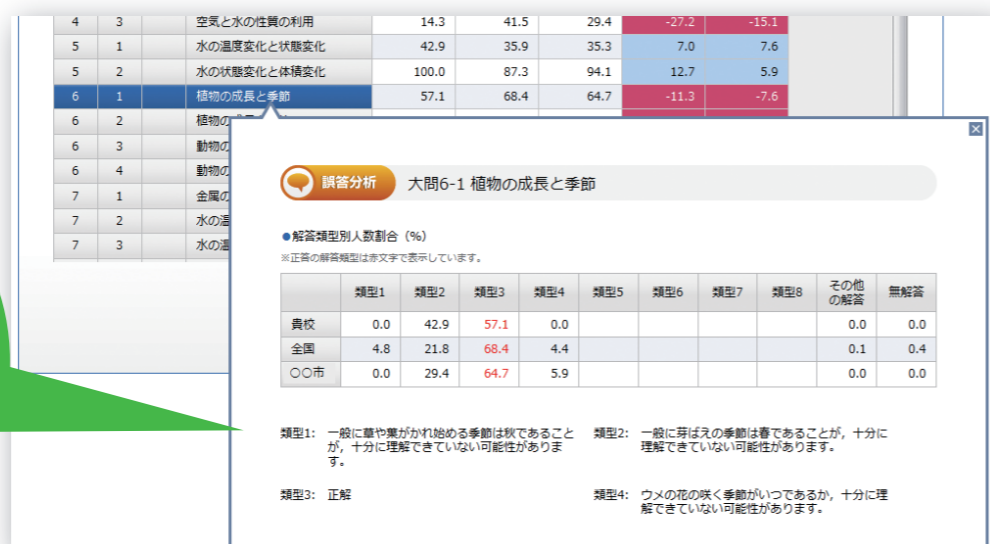 4 3 空気と水の性質の利用 14.3 41.5 29.4 -27.2 -15.1
5 1 水の温度変化と状態変化 42.9 35.9 35.3 7.0 7.6
5 2 水の状態変化と体積変化 100.0 87.3 94.1 12.7 5.9
6 1 植物の成長と季節 57.1 68.4 64.7 -11.3 -7.6
6 2 植物の
6 3 動物の
6 4 動物の
7 1 金属の
7 2 水の温
7 3 水の温
誤答分析 大問6-1 植物の成長と季節
●解答類型別人数割合（%）
※正答の解答類型は赤文字で表示しています。
類型1 類型2 類型3 類型4 類型5 類型6 類型7 類型8 その他の解答 無解答
貴校 0.0 42.9 57.1 0.0 0.0 0.0
全国 4.8 21.8 68.4 4.4 0.1 0.4
○○市 0.0 29.4 64.7 5.9 0.0 0.0
類型1: 一般に草や葉がかれ始める季節は秋であること
が，十分に理解できていない可能性がありま
す。
類型2: 一般に芽ばえの季節は春であることが，十分に
理解できていない可能性があります。
類型3: 正解
類型4: ウメの花の咲く季節がいつであるか，十分に理
解できていない可能性があります。